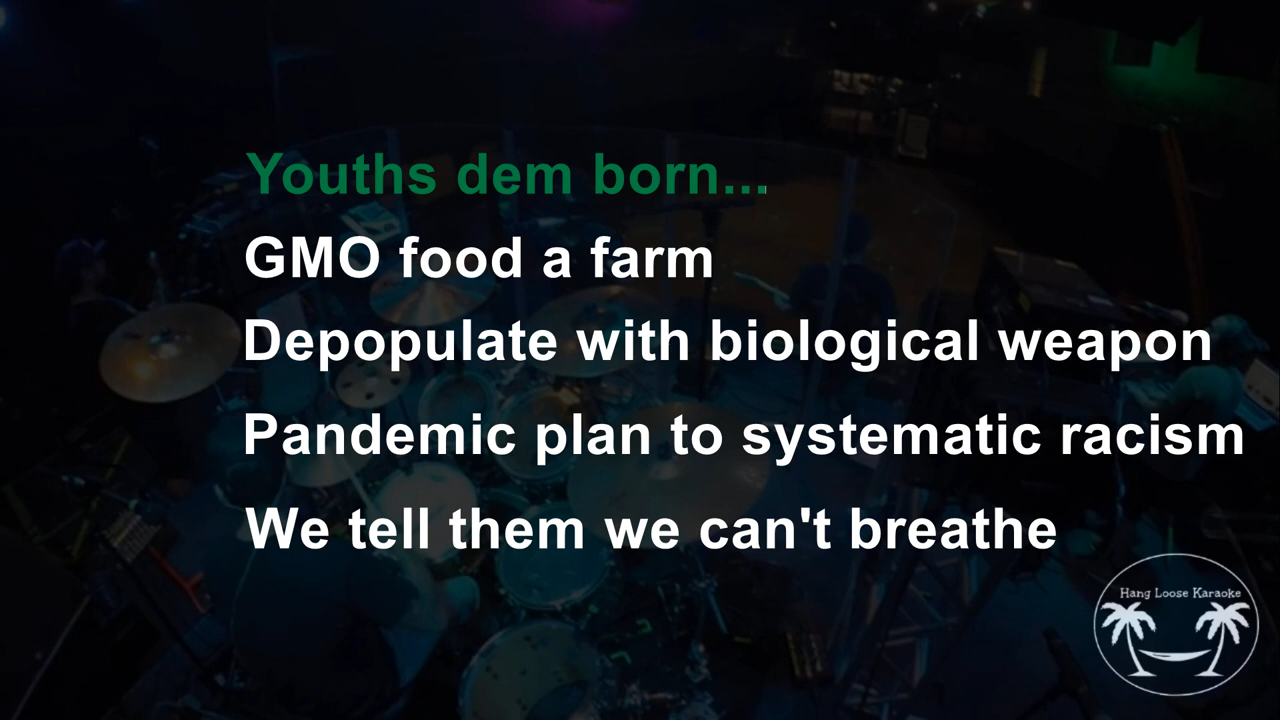 Youths dem born...
GMO food a farm
Depopulate with biological weapon
Pandemic plan to systematic racism
We tell them we can't breathe
Hang Loose Karaoke